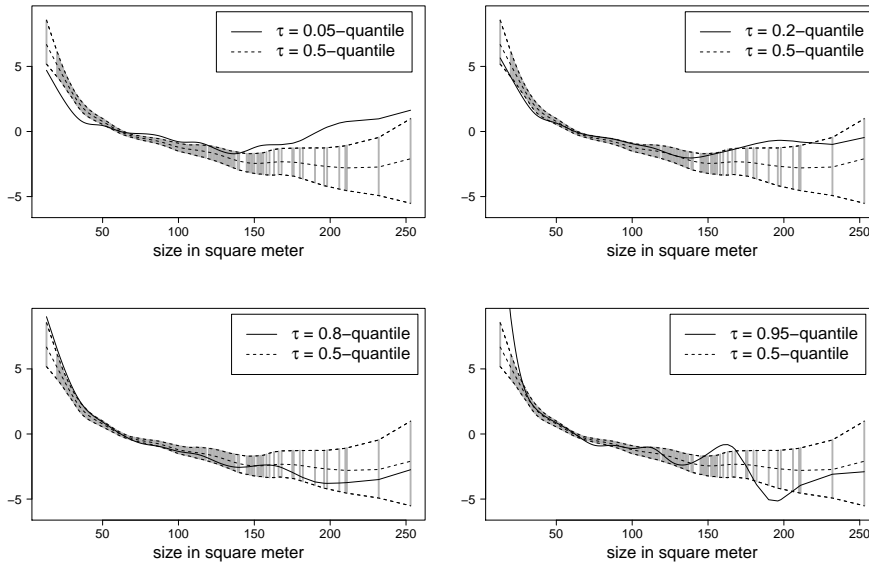 τ = 0.05−quantile
τ = 0.5−quantile
5
0
−5
50 100 150 200 250
size in square meter
τ = 0.2−quantile
τ = 0.5−quantile
5
0
−5
50 100 150 200 250
size in square meter
τ = 0.8−quantile
τ = 0.5−quantile
5
0
−5
50 100 150 200 250
size in square meter
τ = 0.95−quantile
τ = 0.5−quantile
5
0
−5
50 100 150 200 250
size in square meter